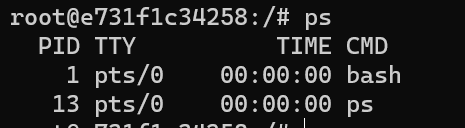 root@e731f1c34258:/# ps
PID TTY TIME CMD
1 pts/0 00:00:00 bash
13 pts/0 00:00:00 ps